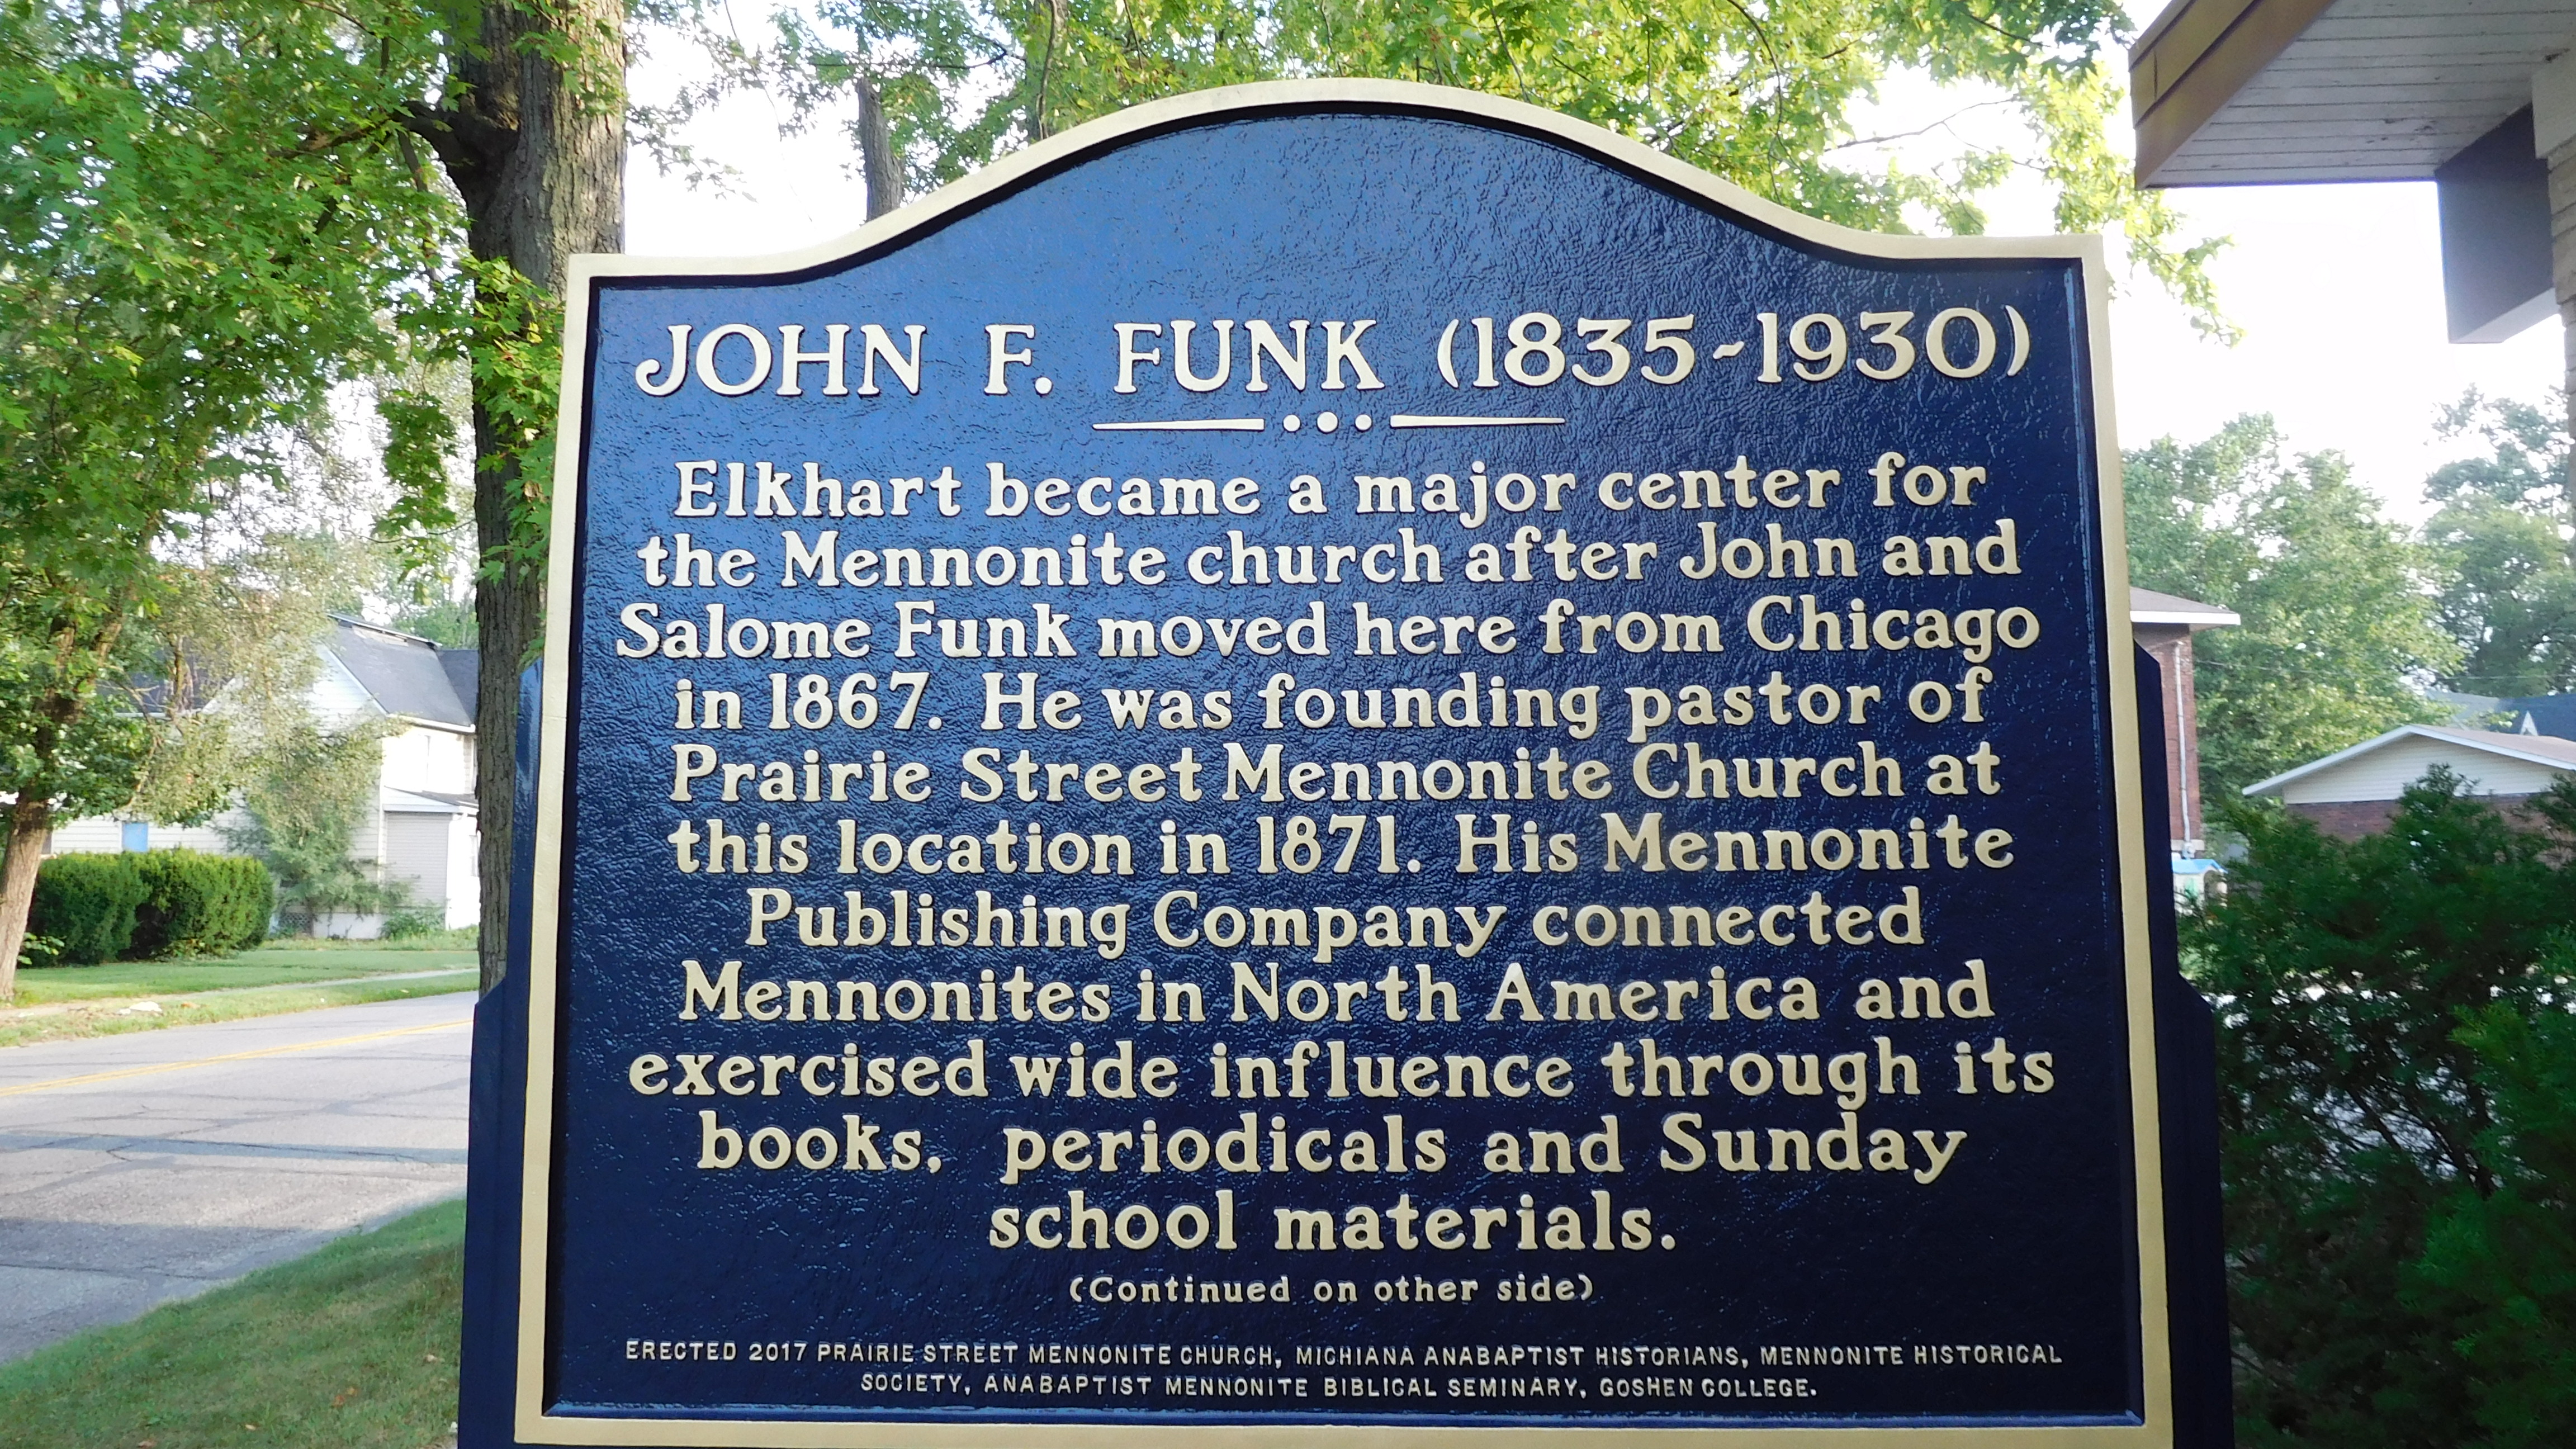 JOHN F. FUNK (1835-1930)
Elkhart became a major center for
the Mennonite church after John and
Salome Funk moved here from Chicago
in 1867. He was founding pastor of
Prairie Street Mennonite Church at
this location in 1871. His Mennonite
Publishing Company connected
Mennonites in North America and
exercised wide influence through its
books, periodicals and Sunday
school materials.
(Continued on other side)
ERECTED 2017 PRAIRIE STREET MENNONITE CHURCH, MICHIANA ANABAPTIST HISTORIANS, MENNONITE HISTORICAL
SOCIETY, ANABAPTIST MENNONITE BIBLICAL SEMINARY, GOSHEN COLLEGE.